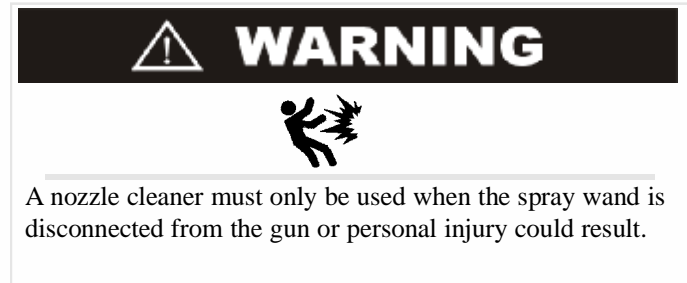 WARNING
A nozzle cleaner must only be used when the spray wand is
disconnected from the gun or personal injury could result.